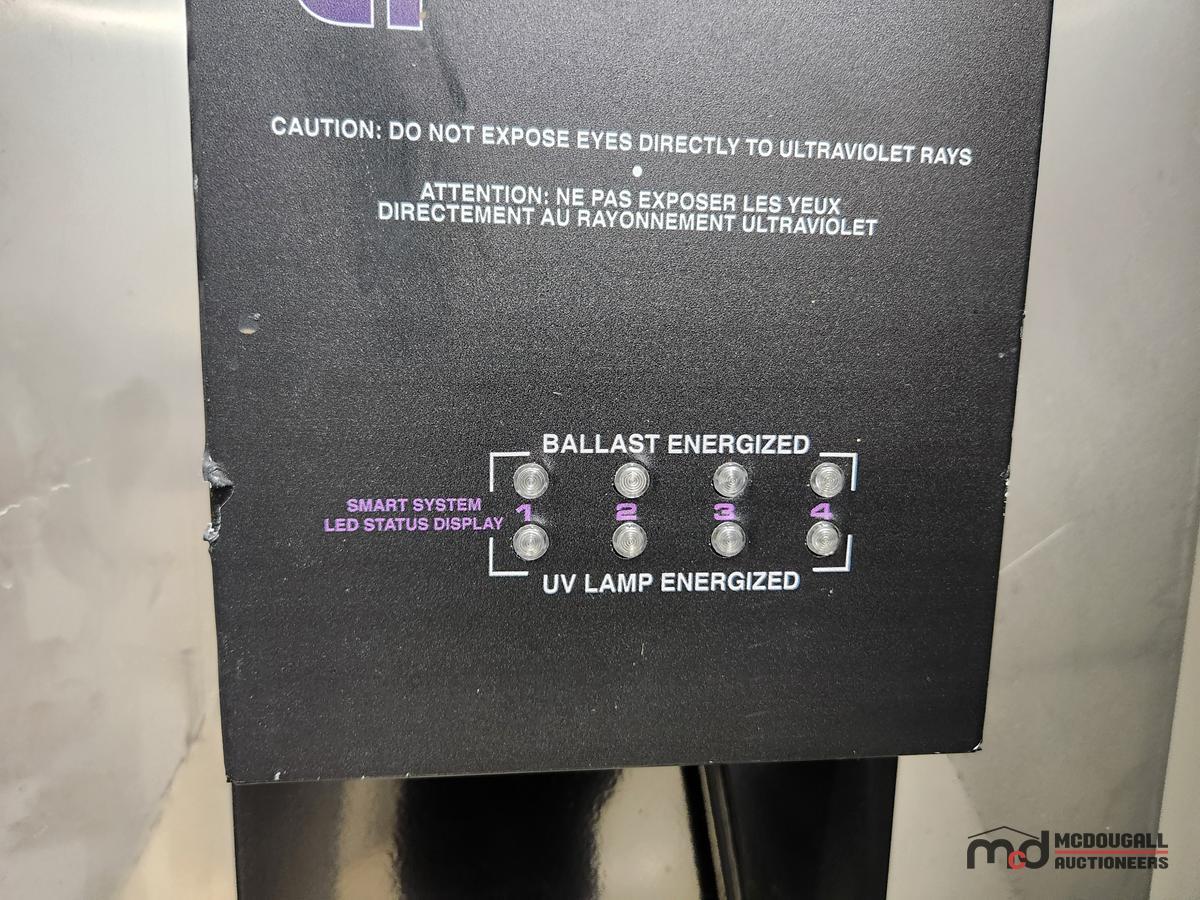 CAUTION: DO NOT EXPOSE EYES DIRECTLY TO ULTRAVIOLET RAYS
ATTENTION: NE PAS EXPOSER LES YEUX
DIRECTEMENT AU RAYONNEMENT ULTRAVIOLET
BALLAST ENERGIZED
SMART SYSTEM
LED STATUS DISPLAY
1 2 3 4
UV LAMP ENERGIZED
mcd MCDOUGALL
AUCTIONEERS